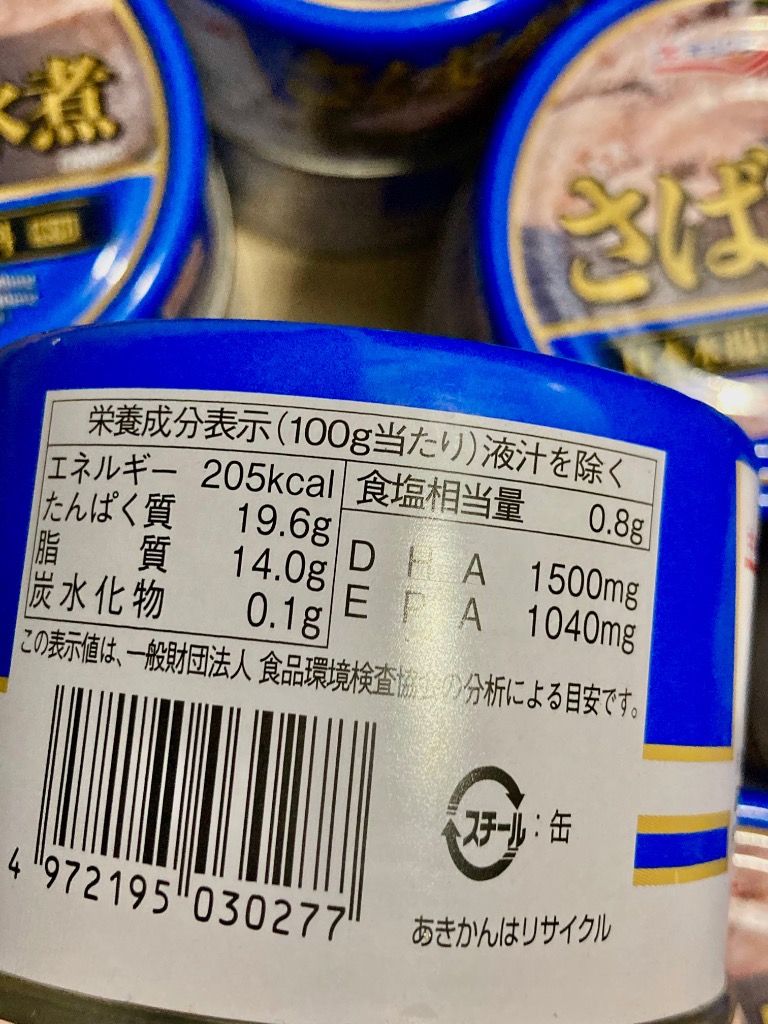 水煮
さば
栄養成分表示(100g当たり)液汁を除く
エネルギー 205kcal
たんぱく質 19.6g
脂質 14.0g
炭水化物 0.1g
食塩相当量 0.8g
DHA 1500mg
EPA 1040mg
この表示値は、一般財団法人 食品環境検査協会の分析による目安です。
4 972195 030277
スチール:缶
あきかんはリサイクル